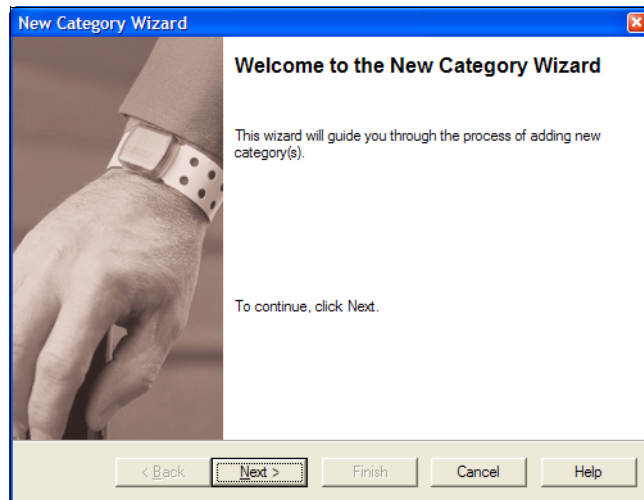 New Category Wizard
Welcome to the New Category Wizard
This wizard will guide you through the process of adding new
category(s).
To continue, click Next.
< Back
Next >
Finish
Cancel
Help